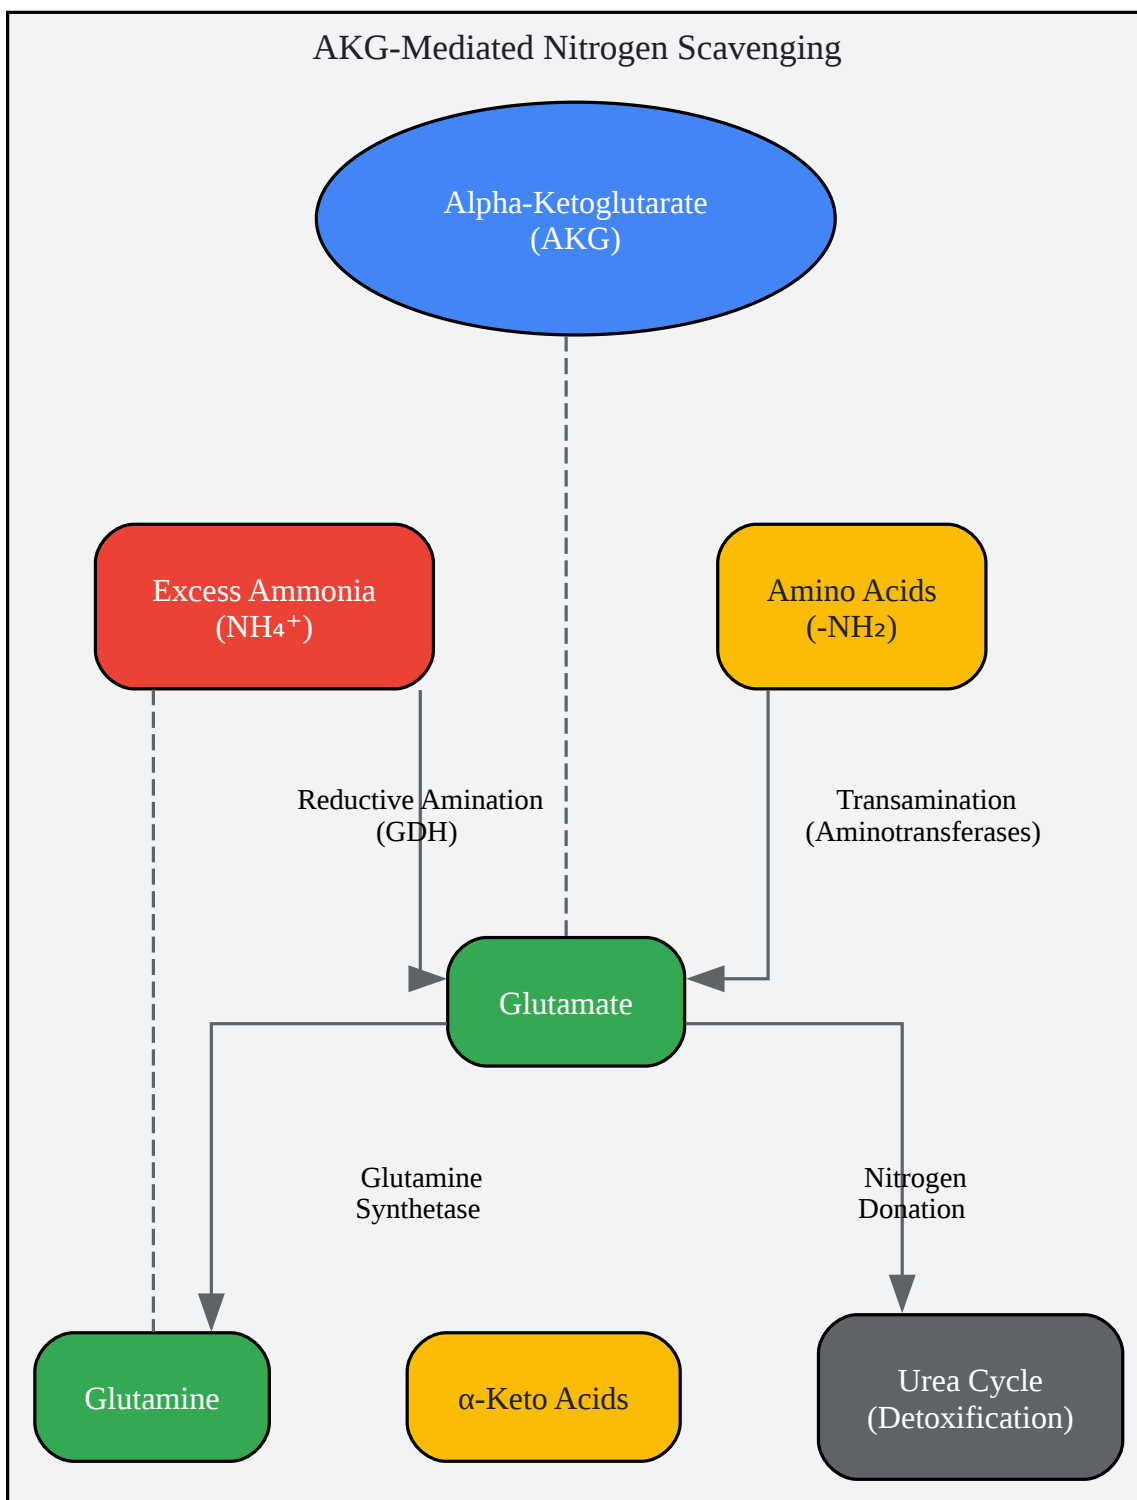 AKG-Mediated Nitrogen Scavenging
Alpha-Ketoglutarate
(AKG)
Excess Ammonia
(NH₄⁺)
Amino Acids
(-NH₂)
Reductive Amination
(GDH)
Transamination
(Aminotransferases)
Glutamate
Glutamine
Synthetase
Nitrogen
Donation
Glutamine
α-Keto Acids
Urea Cycle
(Detoxification)